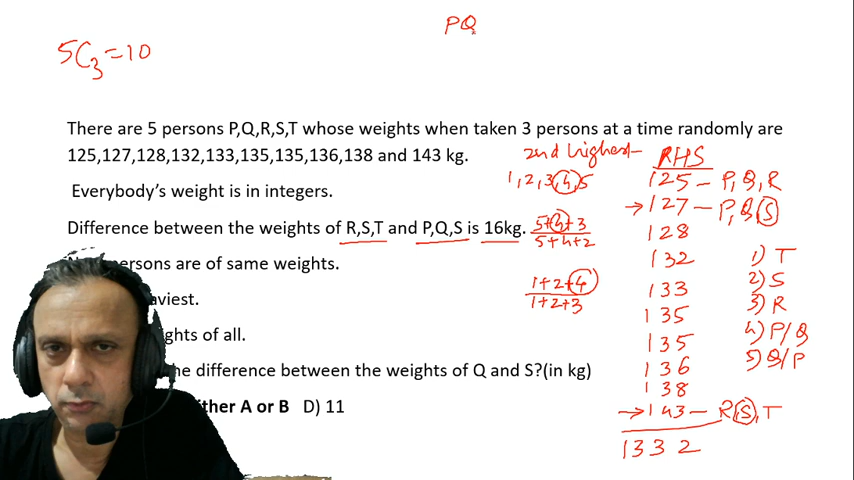 PQ
5C3=10
There are 5 persons P,Q,R,S,T whose weights when taken 3 persons at a time randomly are
125,127,128,132,133,135,135,136,138 and 143 kg.
2nd highest—
RHS
1,2,3,4,5
125 – P, Q, R
Everybody's weight is in integers.
→ 127 – P, Q, S
Difference between the weights of R,S,T and P,Q,S is 16kg.
5+4+3
5+4+2
128
persons are of same weights.
132
1) T
1+2+4
1+2+3
133
2) S
3) R
135
4) P/Q
ghts of all.
135
5) Q/P
he difference between the weights of Q and S?(in kg)
136
138
ther A or B D) 11
→ 143 – R, S, T
1332